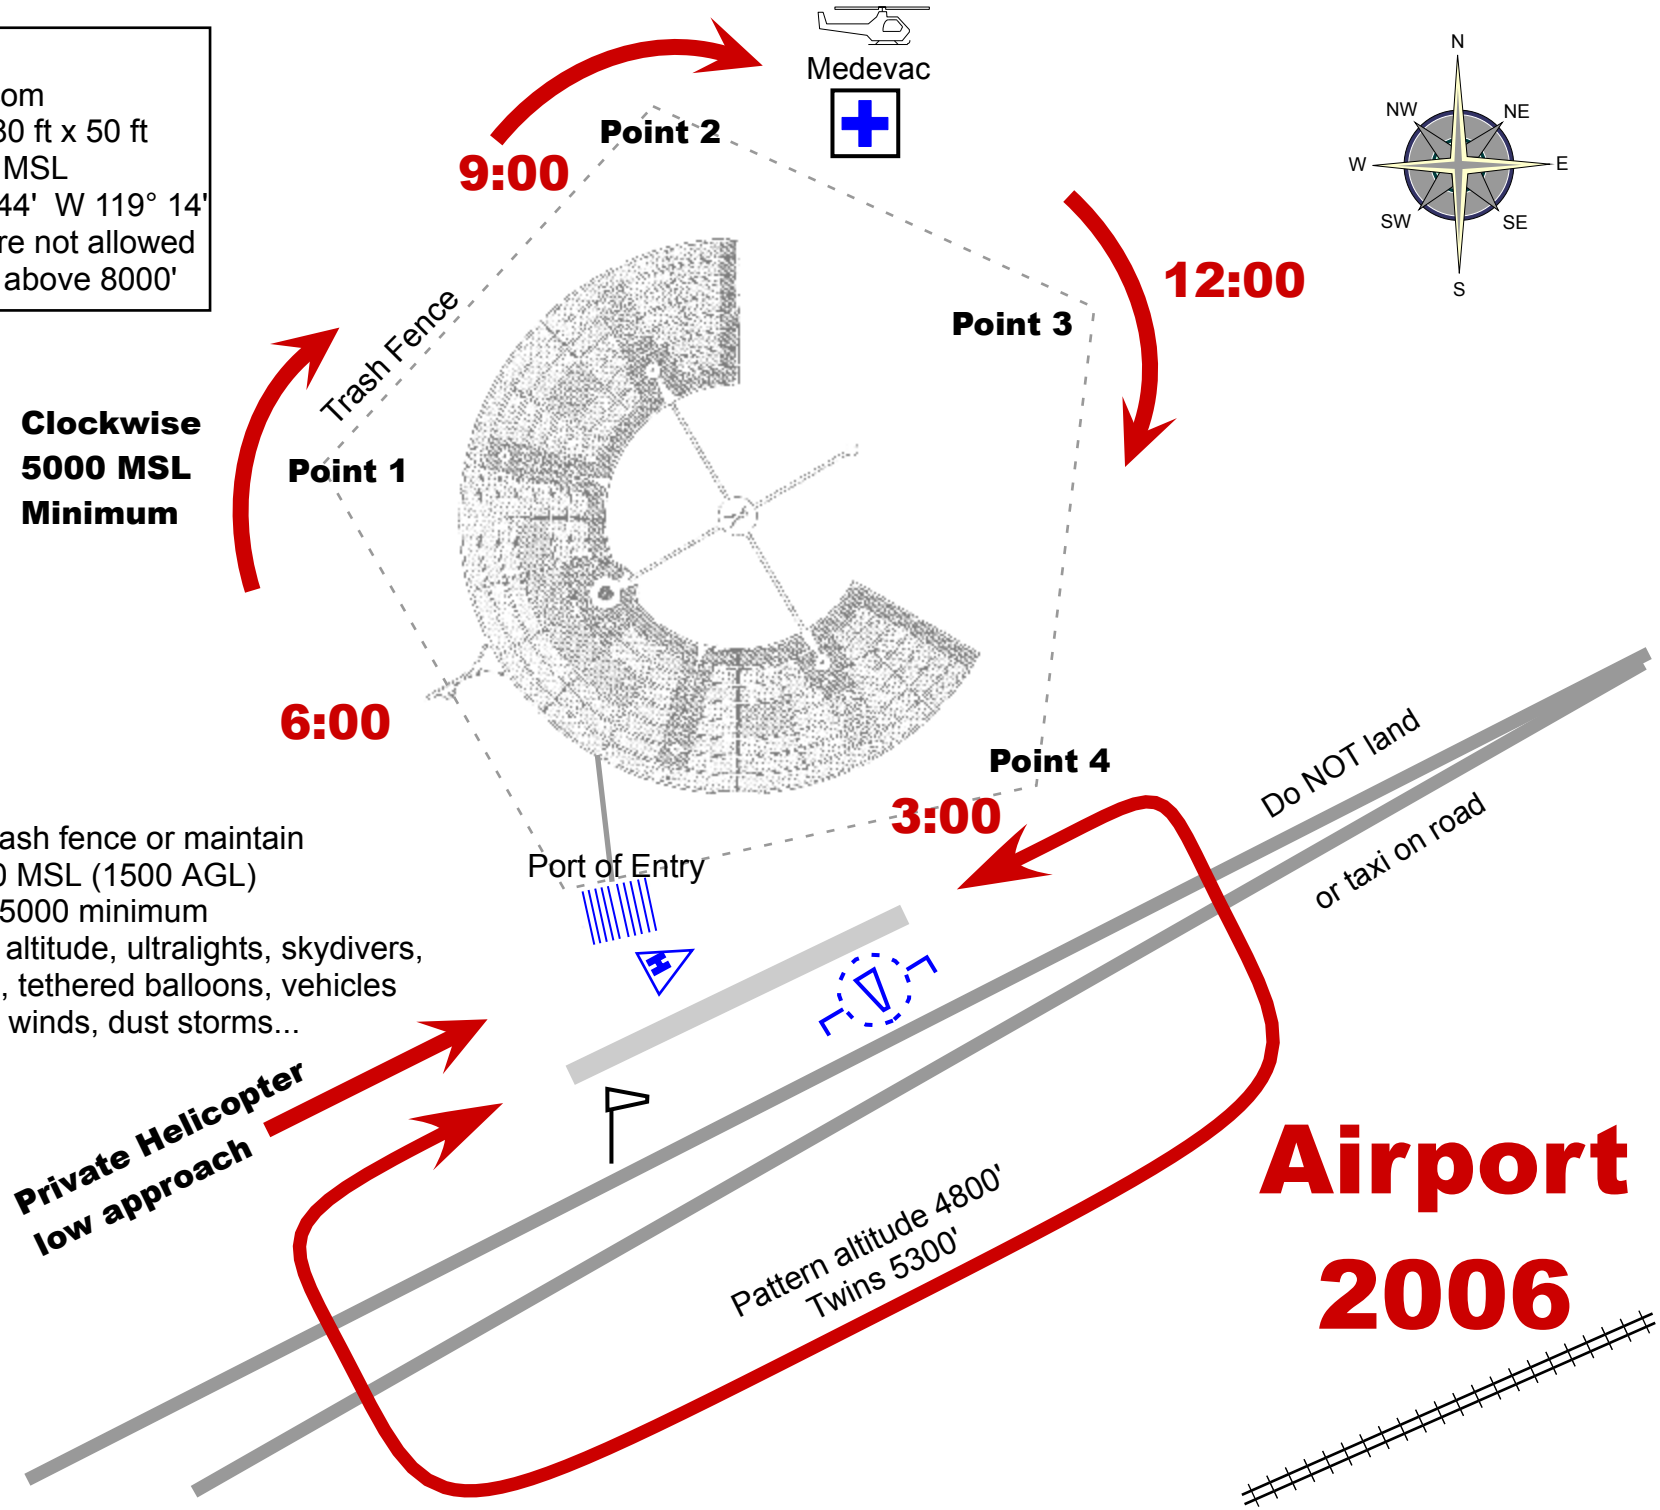 om
30 ft x 50 ft
MSL
44'  W 119° 14'
re not allowed
above 8000'
Medevac
Point 2
9:00
N
NW
NE
W
E
SW
SE
S
12:00
Point 3
Trash Fence
Clockwise
5000 MSL
Minimum
Point 1
6:00
Point 4
3:00
Do NOT land
or taxi on road
ash fence or maintain
0 MSL (1500 AGL)
5000 minimum
altitude, ultralights, skydivers,
, tethered balloons, vehicles
winds, dust storms...
Port of Entry
H
Private Helicopter
low approach
Pattern altitude 4800'
Twins 5300'
Airport
2006